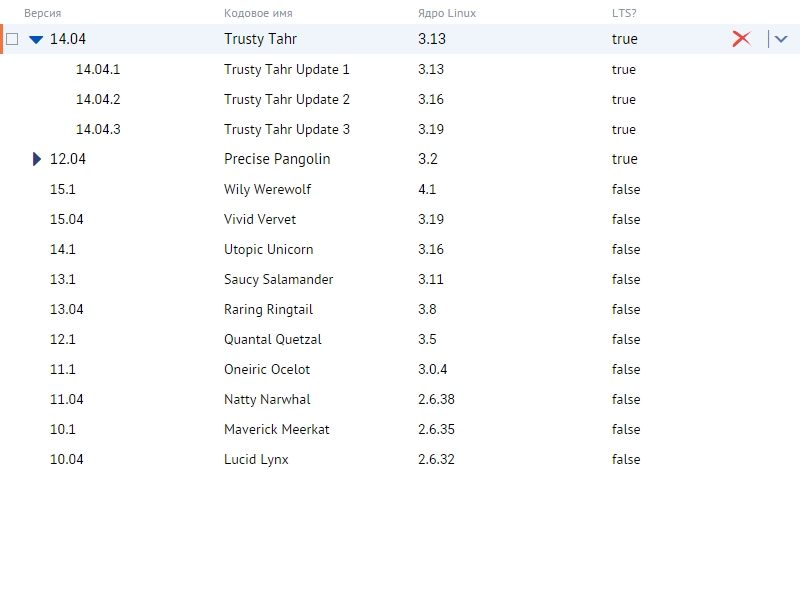 Версия Кодовое имя Ядро Linux LTS?
14.04 Trusty Tahr 3.13 true
14.04.1 Trusty Tahr Update 1 3.13 true
14.04.2 Trusty Tahr Update 2 3.16 true
14.04.3 Trusty Tahr Update 3 3.19 true
12.04 Precise Pangolin 3.2 true
15.1 Wily Werewolf 4.1 false
15.04 Vivid Vervet 3.19 false
14.1 Utopic Unicorn 3.16 false
13.1 Saucy Salamander 3.11 false
13.04 Raring Ringtail 3.8 false
12.1 Quantal Quetzal 3.5 false
11.1 Oneiric Ocelot 3.0.4 false
11.04 Natty Narwhal 2.6.38 false
10.1 Maverick Meerkat 2.6.35 false
10.04 Lucid Lynx 2.6.32 false